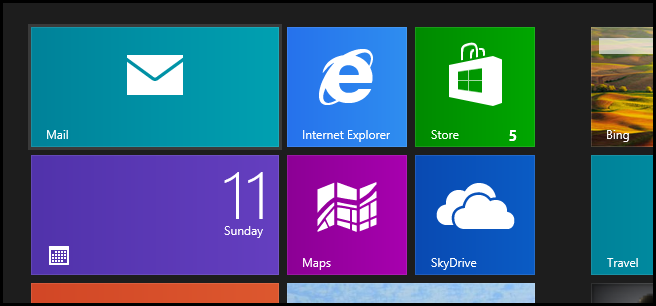 Mail
Internet Explorer
Store 5
Bing
11
Sunday
Maps
SkyDrive
Travel